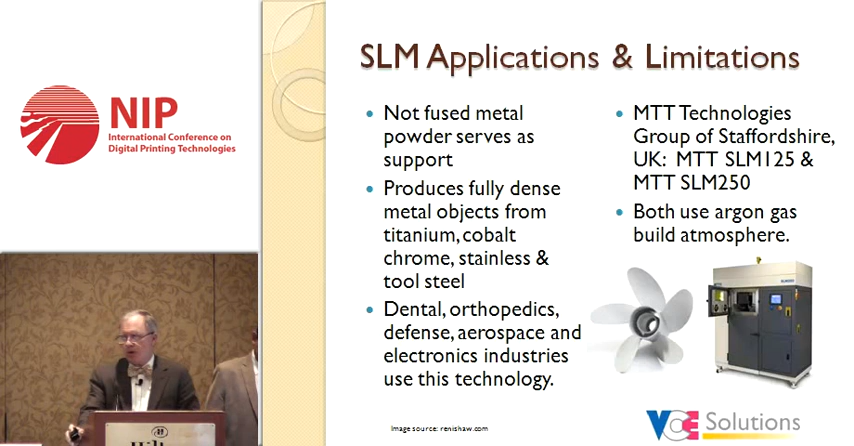 NIP
International Conference on
Digital Printing Technologies
SLM Applications & Limitations
Not fused metal
powder serves as
support
Produces fully dense
metal objects from
titanium, cobalt
chrome, stainless &
tool steel
Dental, orthopedics,
defense, aerospace and
electronics industries
use this technology.
MTT Technologies
Group of Staffordshire,
UK: MTT SLM125 &
MTT SLM250
Both use argon gas
build atmosphere.
Image source: renishaw.com
VCE Solutions